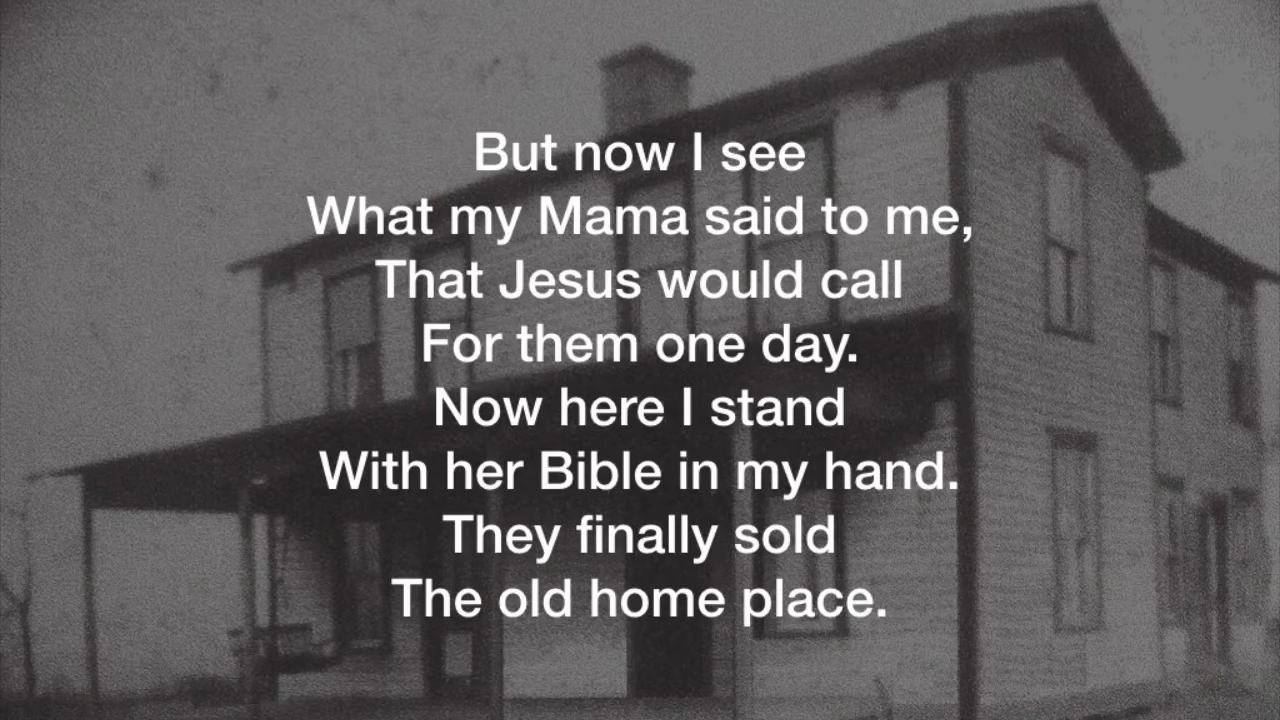 But now I see
What my Mama said to me,
That Jesus would call
For them one day.
Now here I stand
With her Bible in my hand.
They finally sold
The old home place.